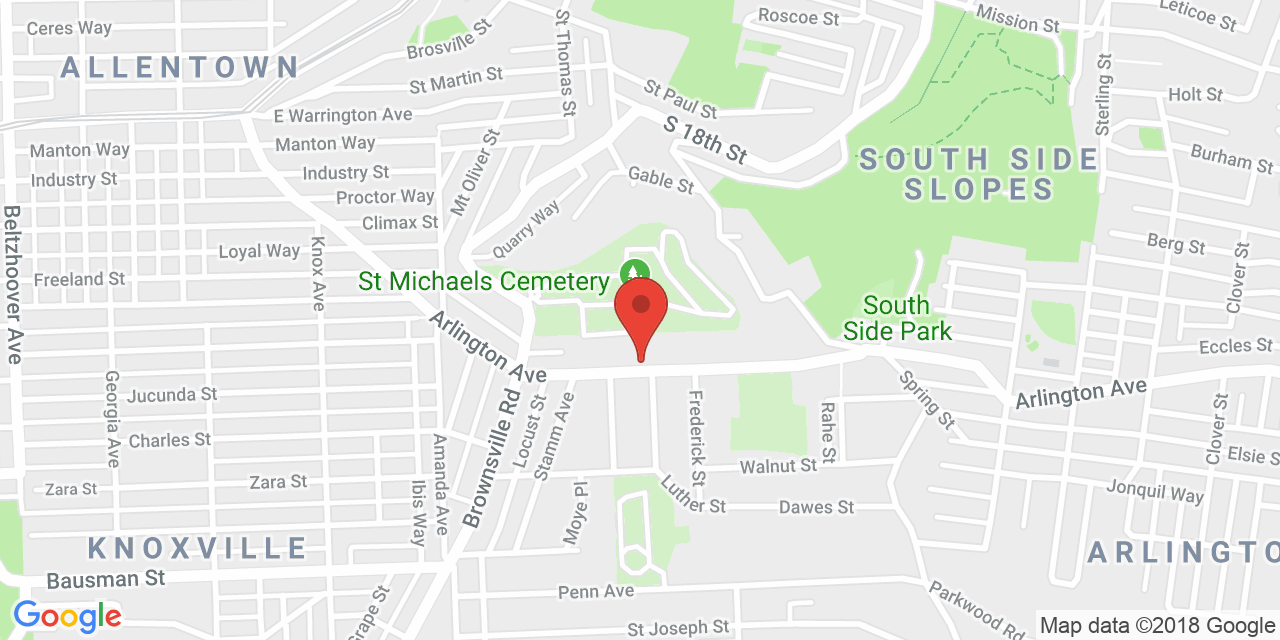 Ceres Way
ALLENTOWN
Brosville St
St Martin St
St Thomas St
E Warrington Ave
Manton Way
Manton Way
Industry St
Industry St
Proctor Way
Climax St
Loyal Way
Freeland St
Knox Ave
Mt Oliver St
Quarry Way
St Paul St
S 18th St
Gable St
Roscoe St
Mission St
Leticoe St
Sterling St
Holt St
Burham St
SOUTH SIDE
SLOPES
Berg St
Clover St
St Michaels Cemetery
South
Side Park
Eccles St
Beltzhoover Ave
Arlington Ave
Arlington Ave
Georgia Ave
Jucunda St
Charles St
Zara St
Zara St
Amanda Ave
Ibis Way
Brownsville Rd
Locust St
Stamm Ave
Moye Pl
Frederick St
Luther St
Walnut St
Dawes St
Rahe St
Spring St
Clover St
Elsie S
Jonquil Way
KNOXVILLE
ARLINGTO
Bausman St
Grape St
Penn Ave
St Joseph St
Parkwood Rd
Google
Map data ©2018 Google